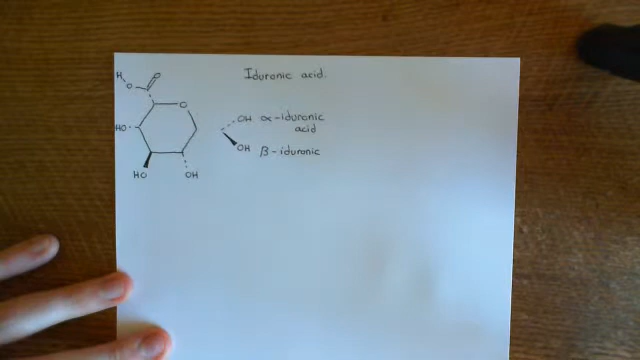 Iduronic acid.
H
O
O
O
HO
HO
OH
OH α-iduronic
acid
OH β-iduronic